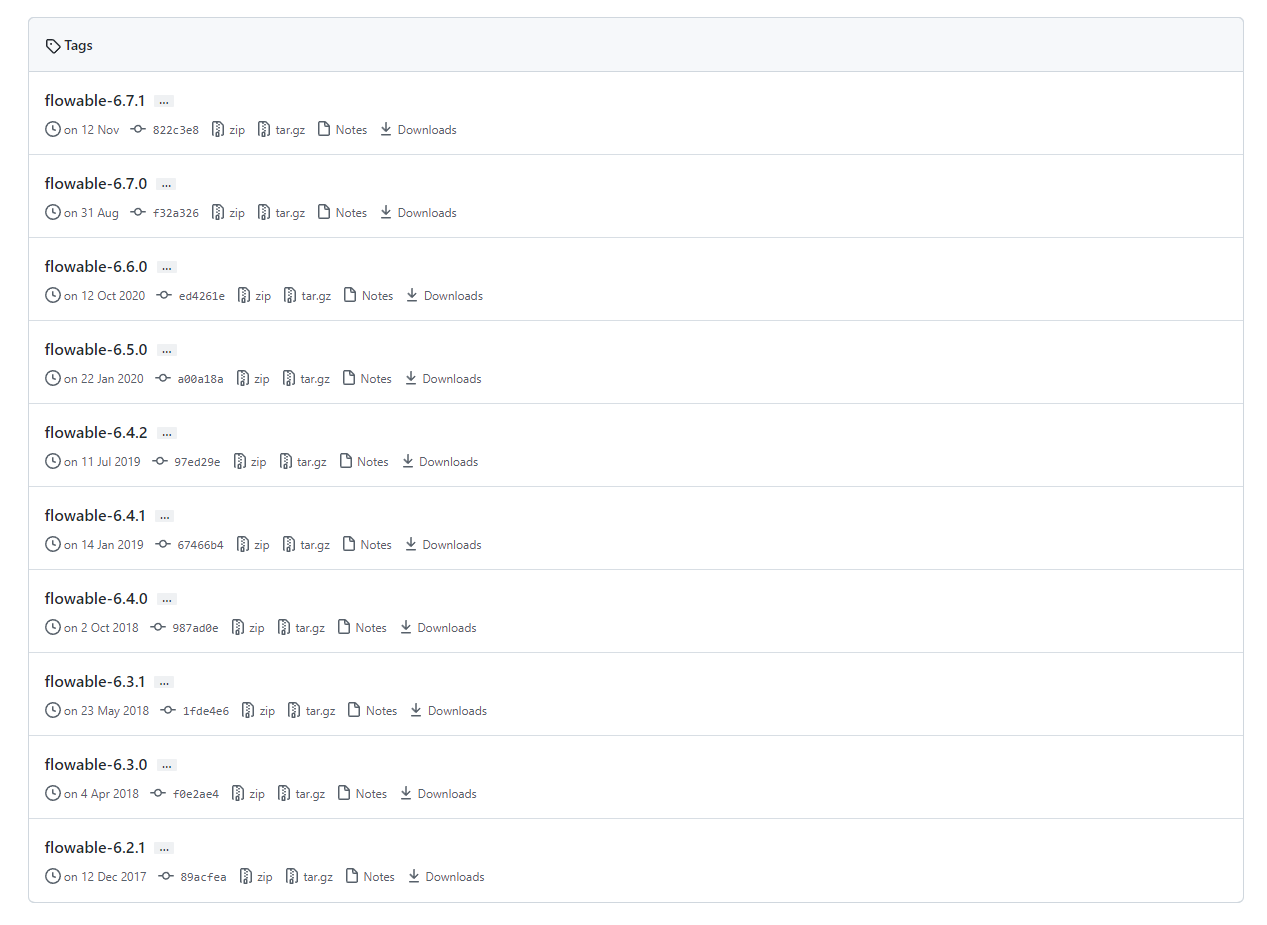 Tags
flowable-6.7.1 ...
on 12 Nov 822c3e8 zip tar.gz Notes Downloads
flowable-6.7.0 ...
on 31 Aug f32a326 zip tar.gz Notes Downloads
flowable-6.6.0 ...
on 12 Oct 2020 ed4261e zip tar.gz Notes Downloads
flowable-6.5.0 ...
on 22 Jan 2020 a00a18a zip tar.gz Notes Downloads
flowable-6.4.2 ...
on 11 Jul 2019 97ed29e zip tar.gz Notes Downloads
flowable-6.4.1 ...
on 14 Jan 2019 67466b4 zip tar.gz Notes Downloads
flowable-6.4.0 ...
on 2 Oct 2018 987ad0e zip tar.gz Notes Downloads
flowable-6.3.1 ...
on 23 May 2018 1fde4e6 zip tar.gz Notes Downloads
flowable-6.3.0 ...
on 4 Apr 2018 f0e2ae4 zip tar.gz Notes Downloads
flowable-6.2.1 ...
on 12 Dec 2017 89acfea zip tar.gz Notes Downloads